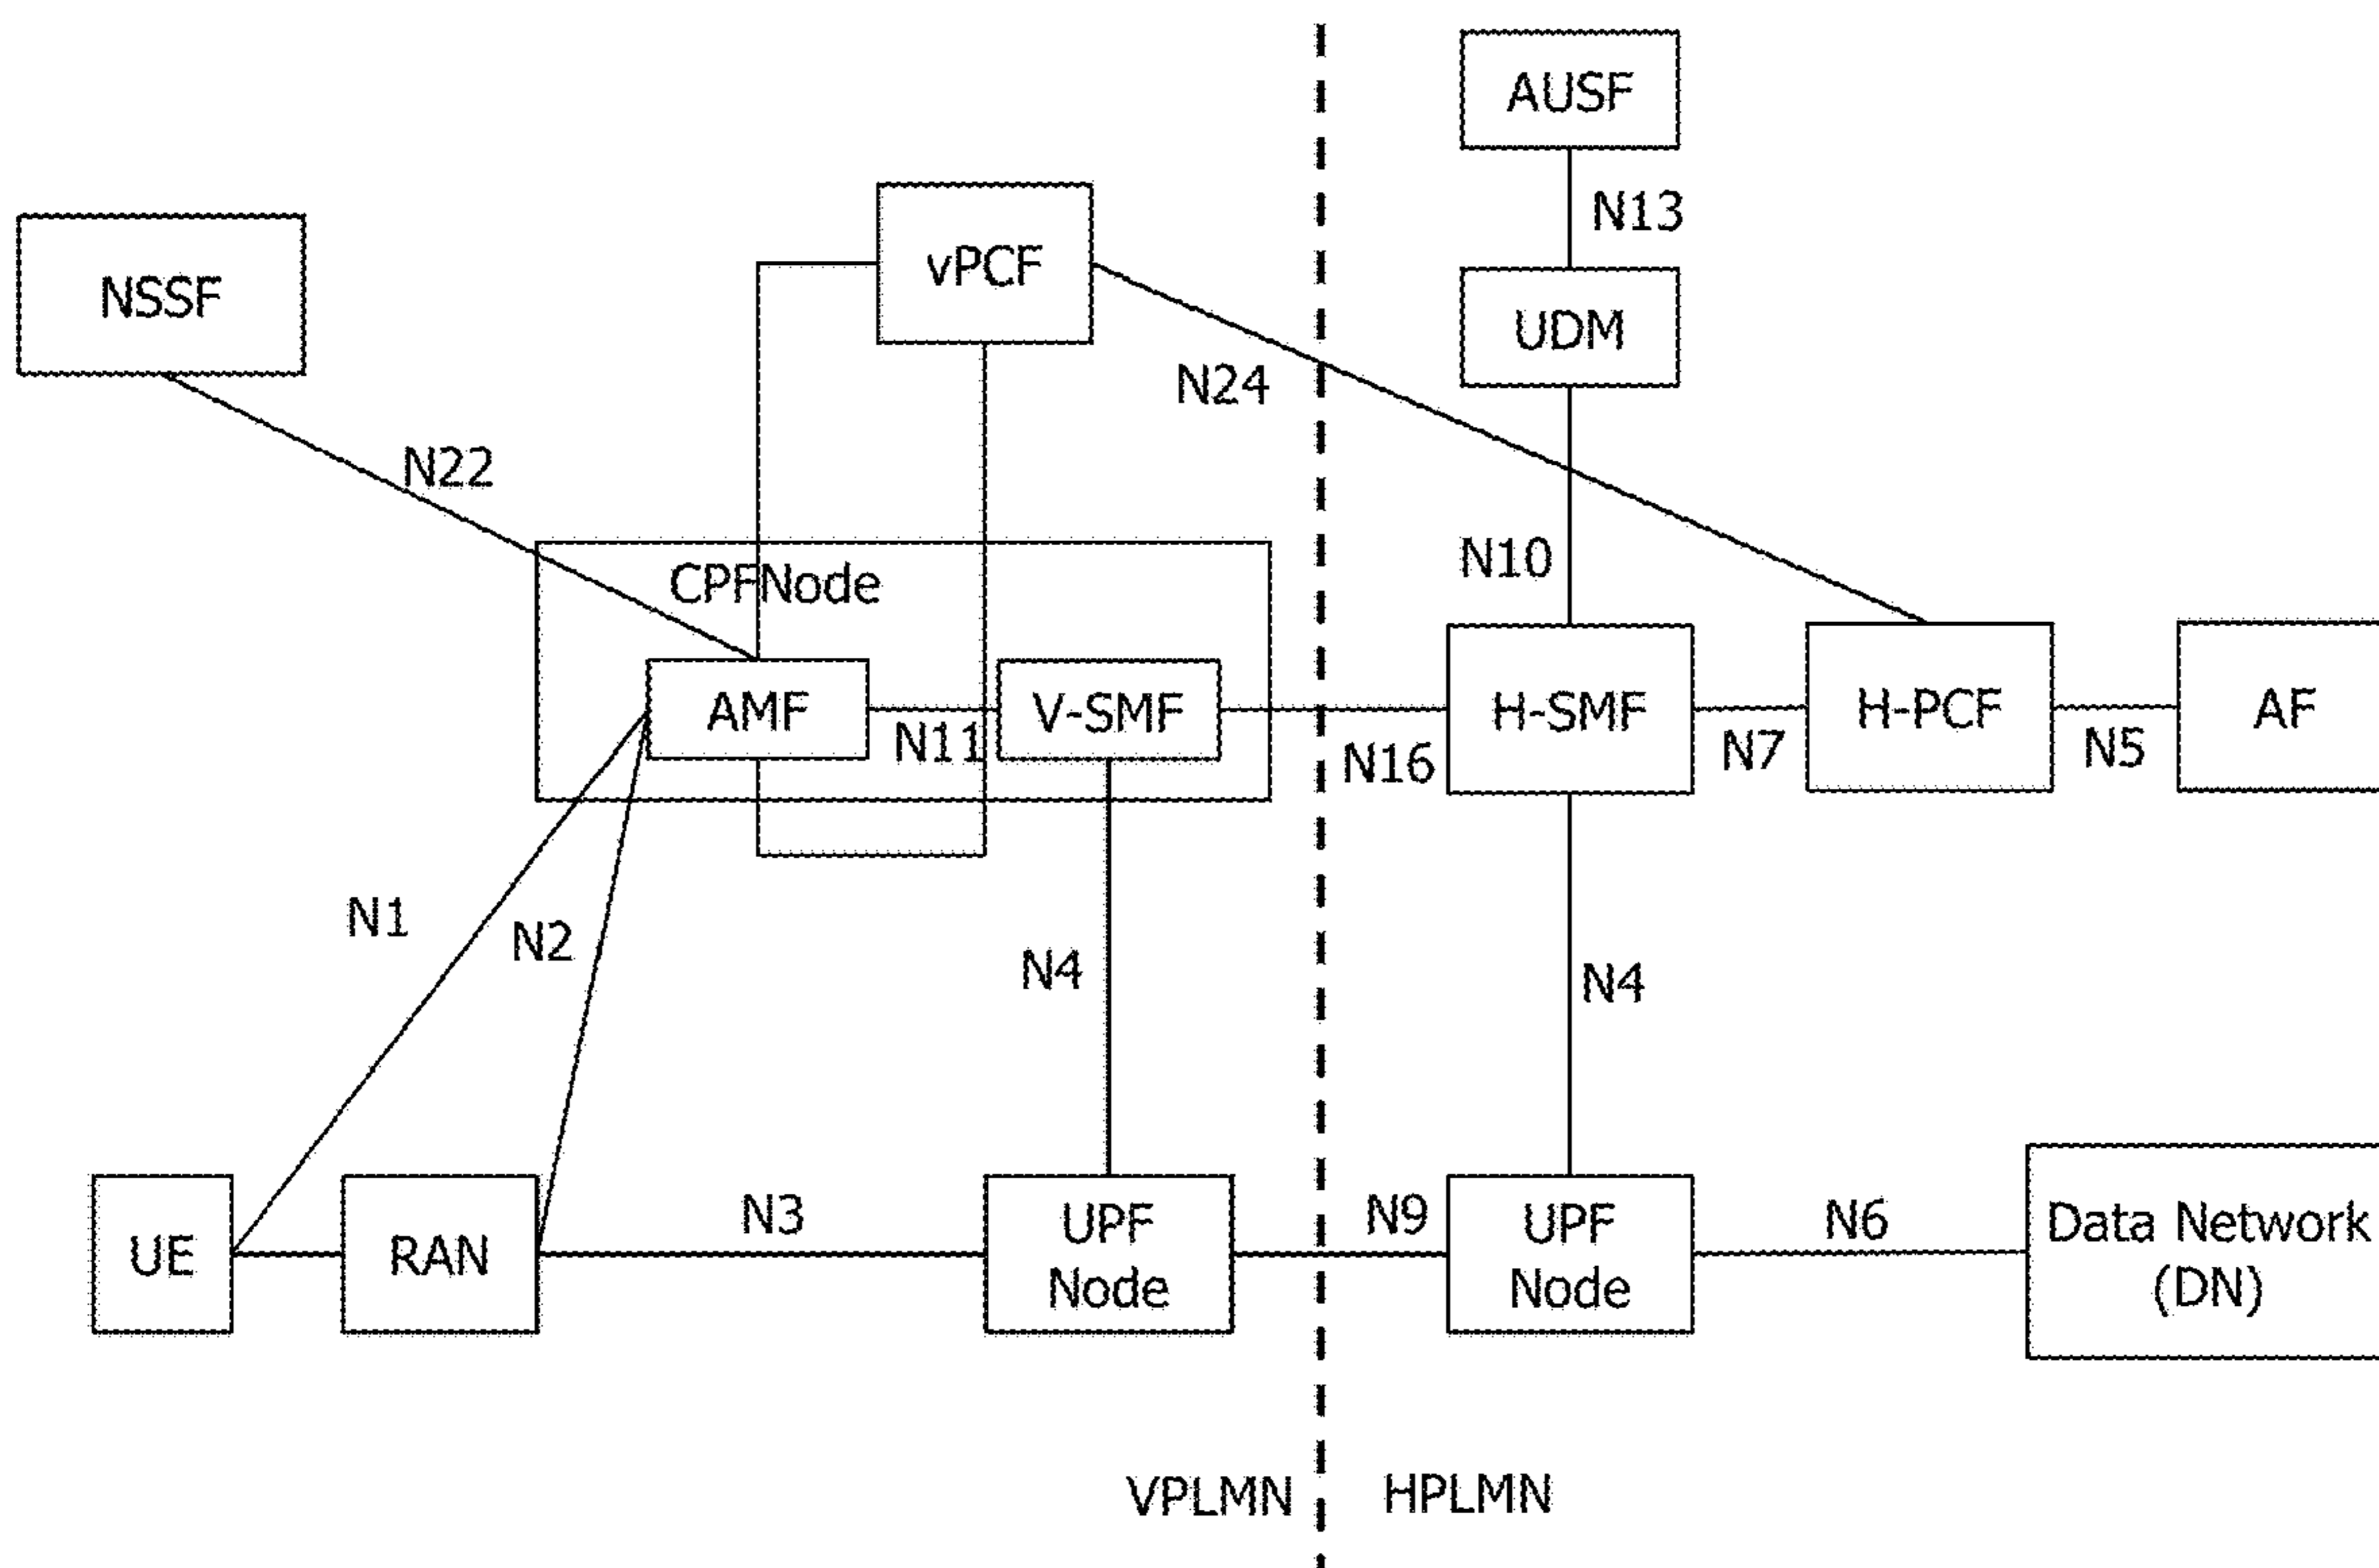 AUSF
N13
vPCF
NSSF
UDM
N24
N22
N10
CPFNode
AMF
N11
V-SMF
N16
H-SMF
N7
H-PCF
N5
AF
N1
N2
N4
N4
UE
RAN
N3
UPF
Node
N9
UPF
Node
N6
Data Network
(DN)
VPLMN
HPLMN